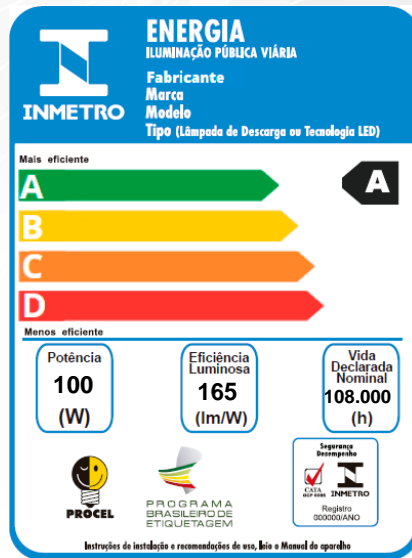 ENERGIA
ILUMINAÇÃO PÚBLICA VIÁRIA
INMETRO
Fabricante
Marca
Modelo
Tipo (Lâmpada de Descarga ou Tecnologia LED)
Mais eficiente
A
A
B
C
D
Menos eficiente
Potência
100
(W)
Eficiência
Luminosa
165
(lm/W)
Vida
Declarada
Nominal
108.000
(h)
PROCEL
PROGRAMA
BRASILEIRO DE
ETIQUETAGEM
Segurança
Desempenho
INMETRO
Registro
000000/ANO
Instruções de instalação e recomendações de uso, leia o Manual do aparelho